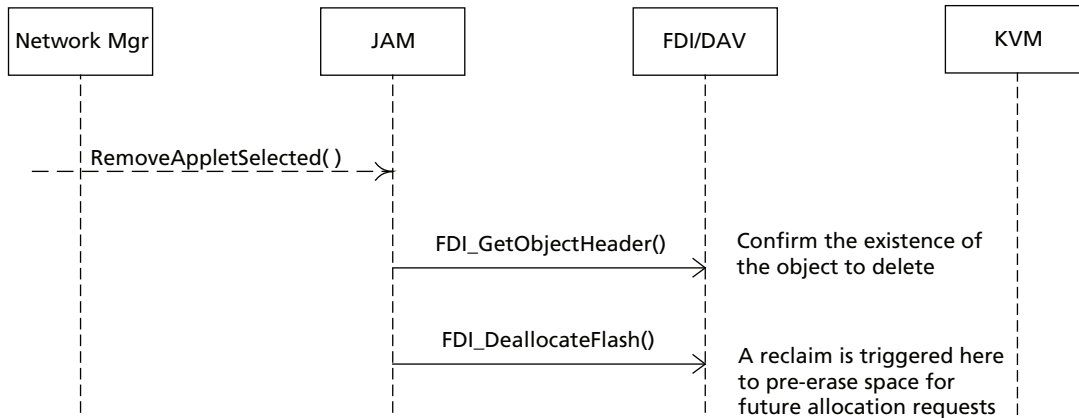 Network Mgr
JAM
FDI/DAV
KVM
RemoveAppletSelected( )
FDI_GetObjectHeader()
Confirm the existence of
the object to delete
FDI_DeallocateFlash()
A reclaim is triggered here
to pre-erase space for
future allocation requests